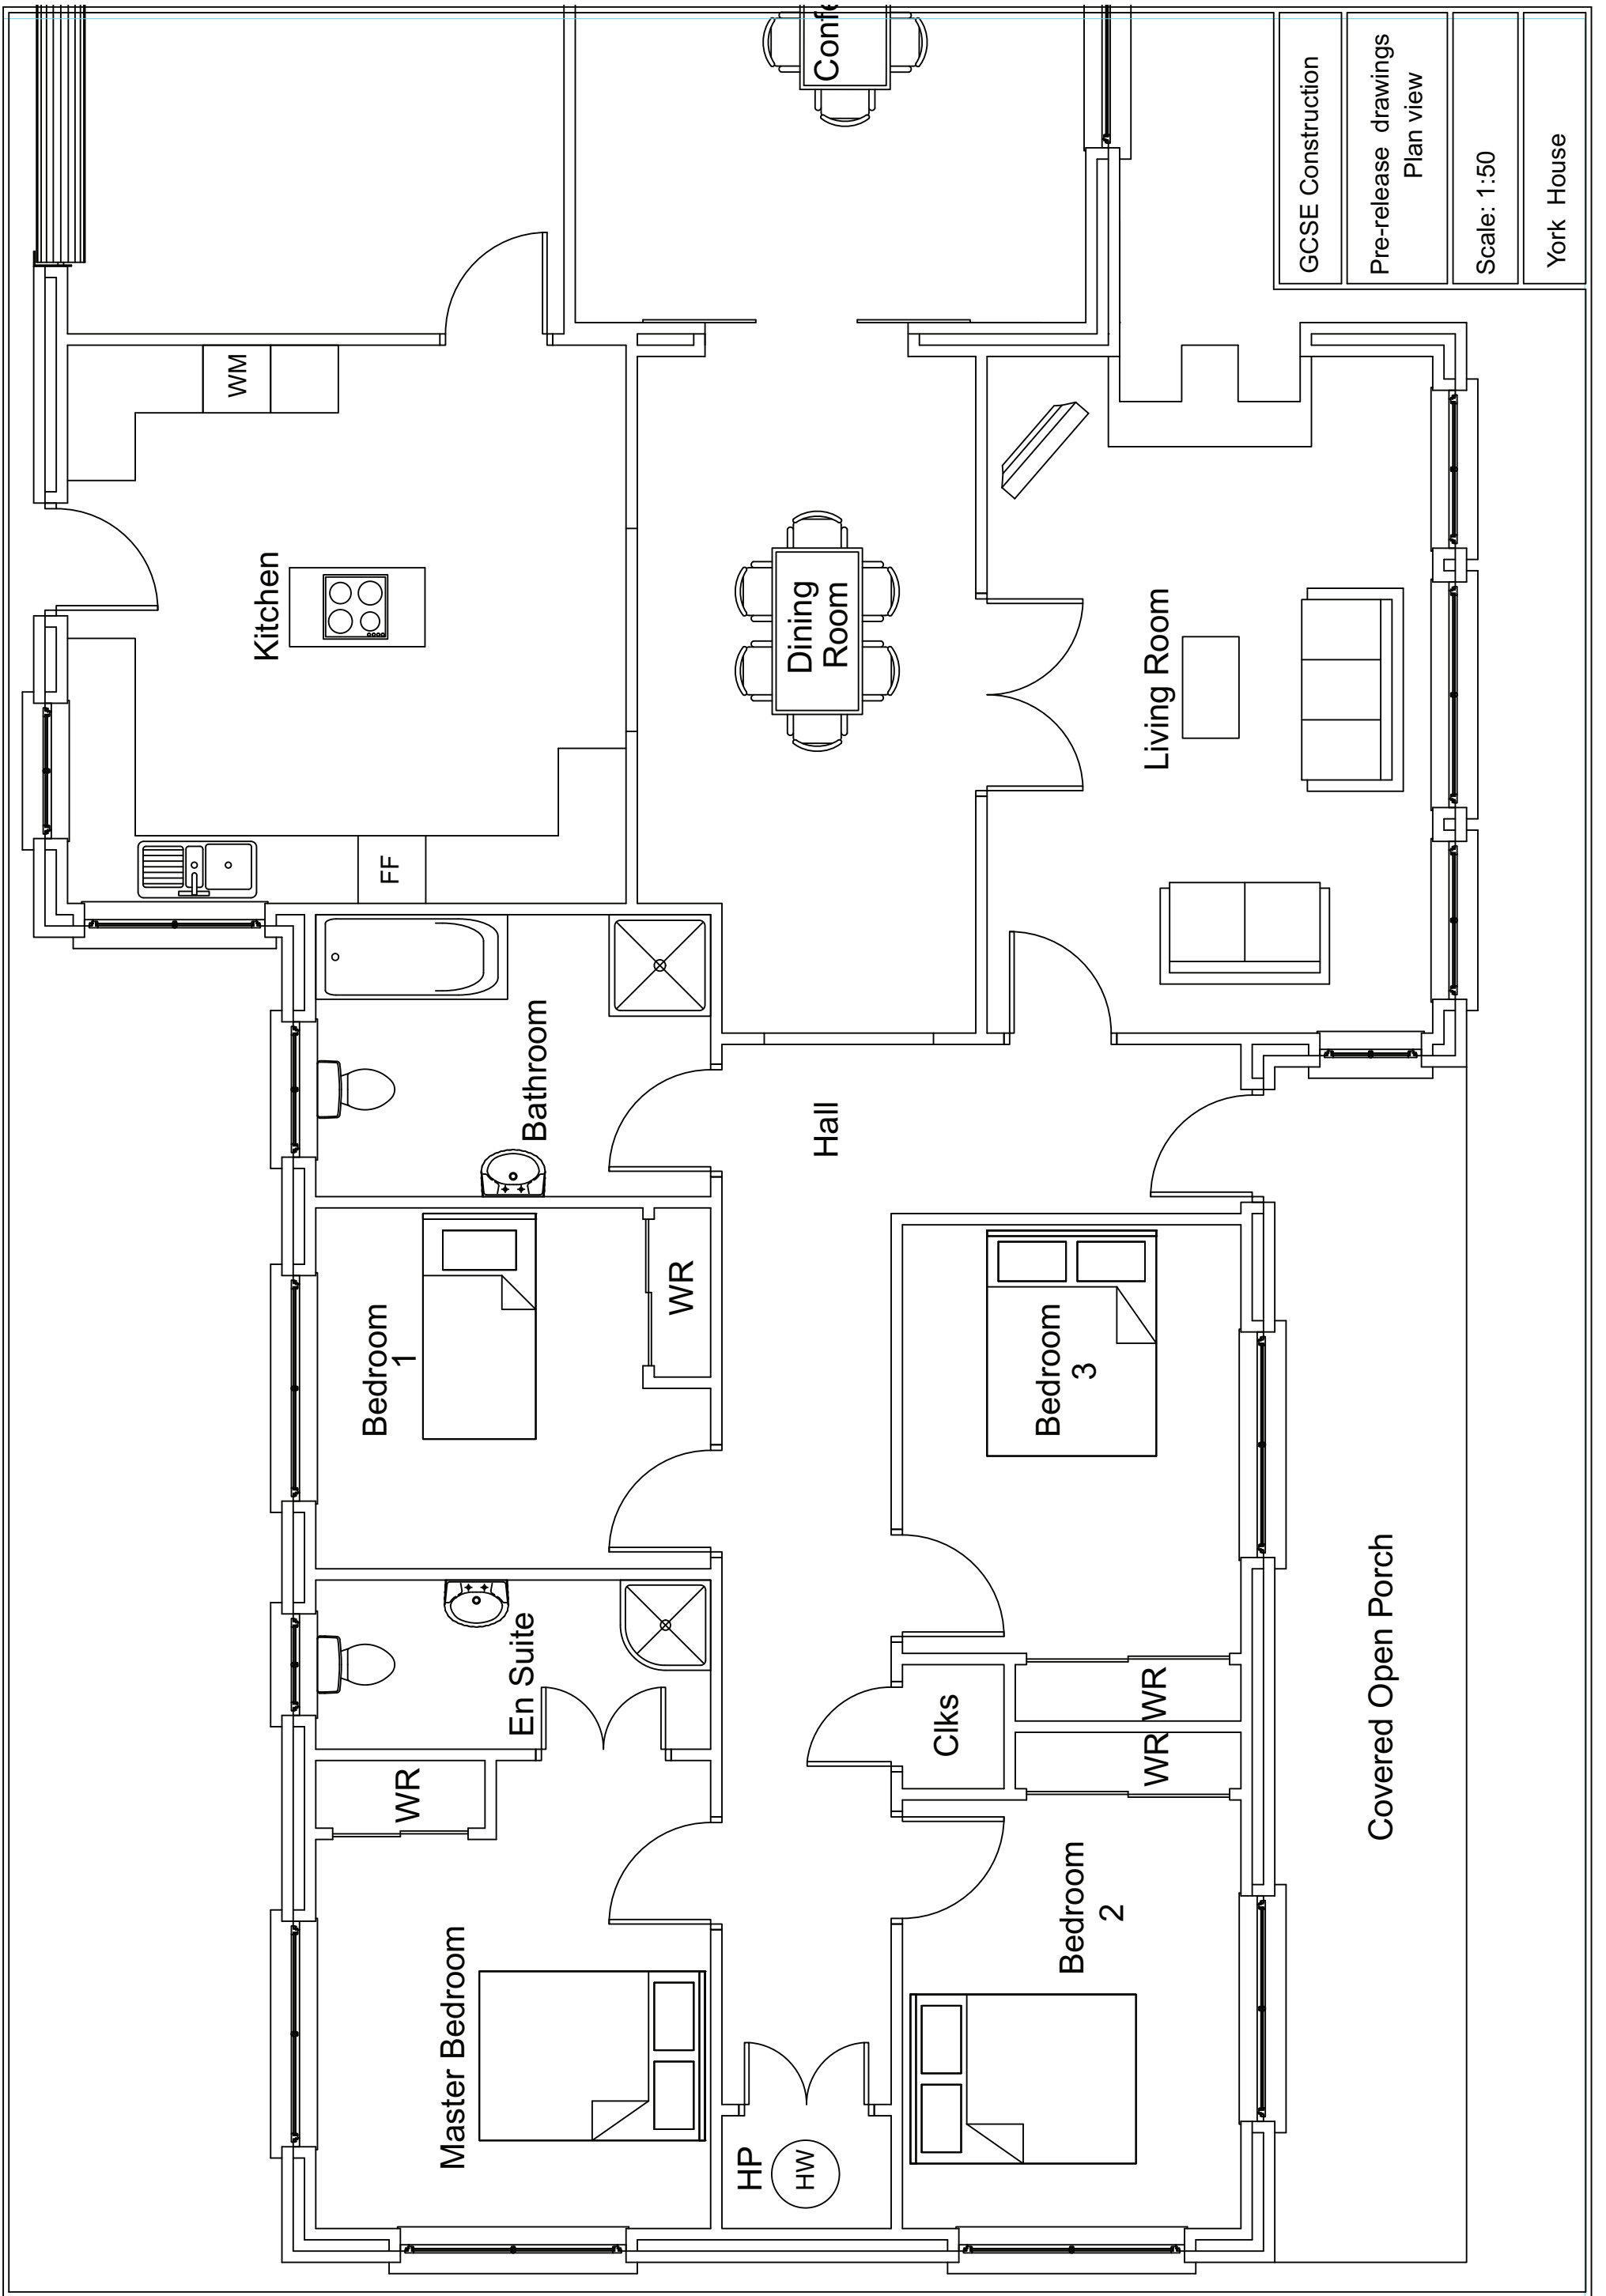 Master Bedroom
WR
En Suite
Bedroom
1
WR
Bathroom
FF
Kitchen
WM
HP
HW
Hall
Dining
Room
Clks
Bedroom
2
WR
WR
Bedroom
3
Living Room
Covered Open Porch
GCSE Construction
Pre-release drawings
Plan view
Scale: 1:50
York House